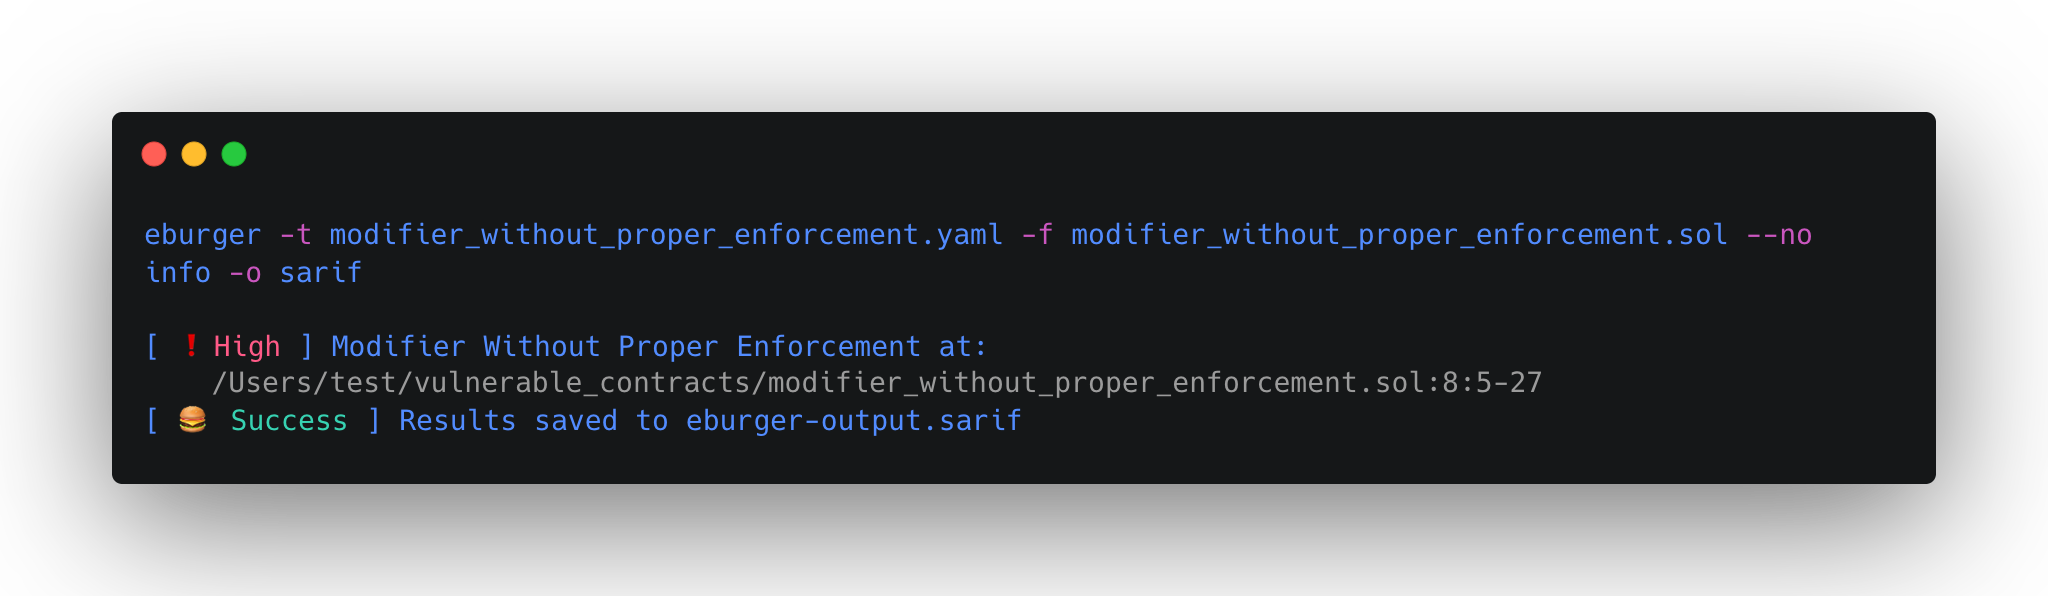 eburger -t modifier_without_proper_enforcement.yaml -f modifier_without_proper_enforcement.sol --no
info -o sarif
[ ❗High ] Modifier Without Proper Enforcement at:
/Users/test/vulnerable_contracts/modifier_without_proper_enforcement.sol:8:5-27
[ 🍔 Success ] Results saved to eburger-output.sarif